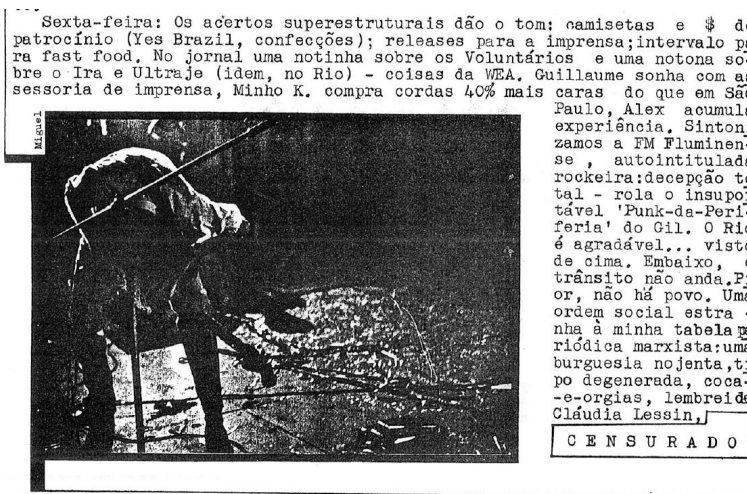 Sexta-feira: Os acertos superestruturais dão o tom: camisetas e $ de
patrocínio (Yes Brazil, confecções); releases para a imprensa;intervalo p
ra fast food. No jornal uma notinha sobre os Voluntários e uma notona so-
bre o Ira e Ultraje (idem, no Rio) - coisas da WEA. Guillaume sonha com as
sessoria de imprensa, Minho K. compra cordas 40% mais caras do que em São
Paulo, Alex acumula
experiência. Sintoni
zamos a FM Fluminen-
se , autointitulada
rockeira:decepção to
tal - rola o insupor
tável 'Punk-da-Peri-
feria' do Gil. O Rio
é agradável... visto
de cima. Embaixo, o
trânsito não anda.Pi
or, não há povo. Uma
ordem social estra -
nha à minha tabela pe
riódica marxista:uma
burguesia nojenta,ti
po degenerada, coca-
-e-orgias, lembreide
Cláudia Lessin,
CENSURADO
Miguel